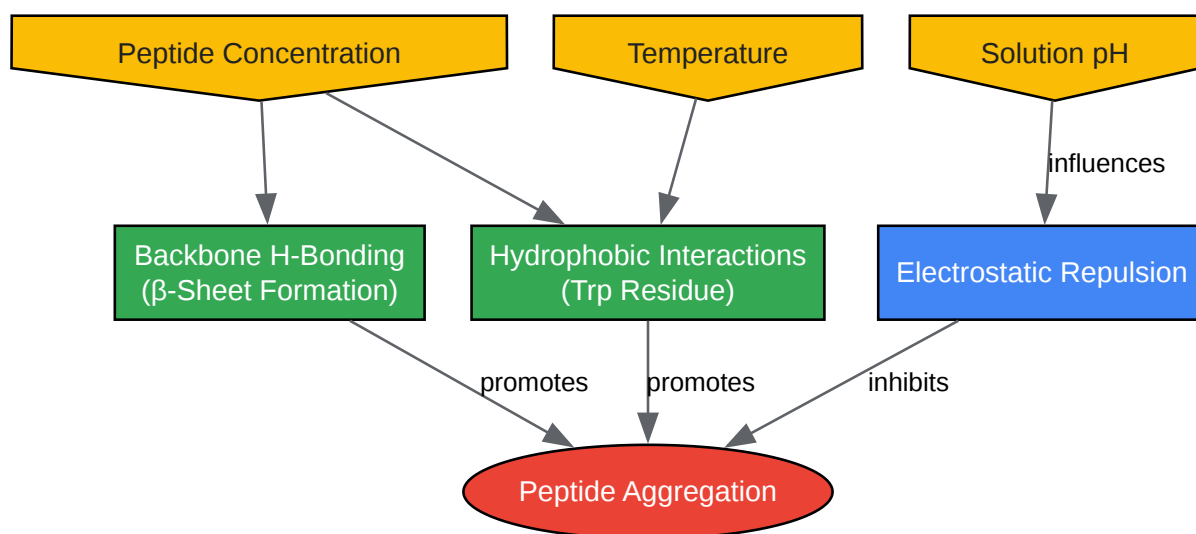 Peptide Concentration
Temperature
Solution pH
influences
Backbone H-Bonding
(β-Sheet Formation)
Hydrophobic Interactions
(Trp Residue)
Electrostatic Repulsion
promotes
promotes
inhibits
Peptide Aggregation